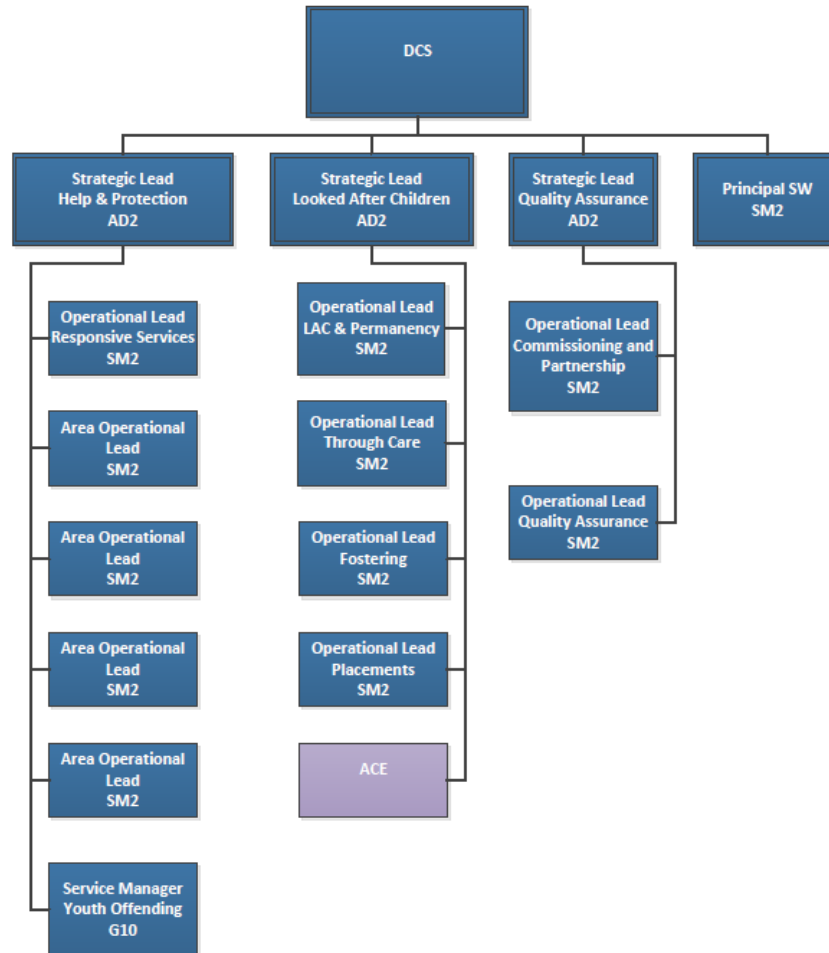 DCS
Strategic Lead
Help & Protection
AD2
Strategic Lead
Looked After Children
AD2
Strategic Lead
Quality Assurance
AD2
Principal SW
SM2
Operational Lead
Responsive Services
SM2
Area Operational
Lead
SM2
Area Operational
Lead
SM2
Area Operational
Lead
SM2
Area Operational
Lead
SM2
Service Manager
Youth Offending
G10
Operational Lead
LAC & Permanency
SM2
Operational Lead
Through Care
SM2
Operational Lead
Fostering
SM2
Operational Lead
Placements
SM2
ACE
Operational Lead
Commissioning and
Partnership
SM2
Operational Lead
Quality Assurance
SM2